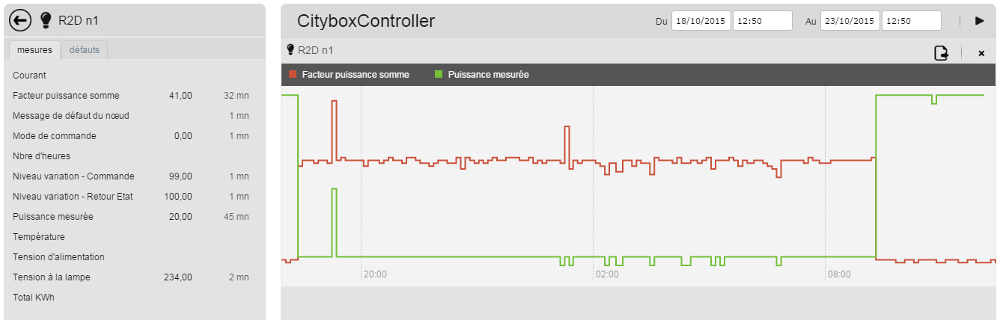 R2D n1
mesures défauts
Courant
Facteur puissance somme 41,00 32 mn
Message de défaut du nœud 1 mn
Mode de commande 0,00 1 mn
Nbre d'heures
Niveau variation - Commande 99,00 1 mn
Niveau variation - Retour Etat 100,00 1 mn
Puissance mesurée 20,00 45 mn
Température
Tension d'alimentation
Tension à la lampe 234,00 2 mn
Total KWh
CityboxController Du 18/10/2015 12:50 Au 23/10/2015 12:50
R2D n1
Facteur puissance somme Puissance mesurée
20:00 02:00 08:00